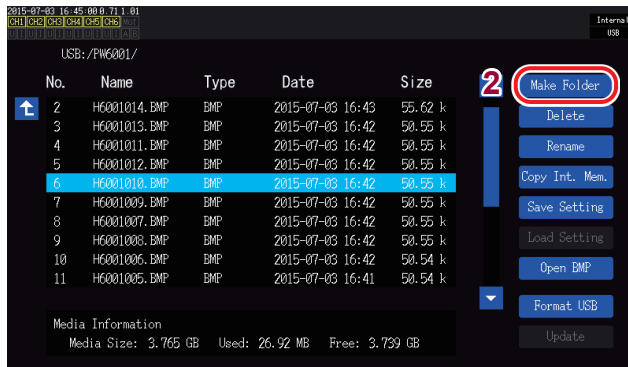 2015-07-03 16:45:00 0.71 1.01
CH1 CH2 CH3 CH4 CH5 CH6 Mot
U I U I U I U I U I U I A B
Internal
USB
USB:/PW6001/
No. Name Type Date Size
2 H6001014.BMP BMP 2015-07-03 16:43 55.62 k
3 H6001013.BMP BMP 2015-07-03 16:42 50.55 k
4 H6001011.BMP BMP 2015-07-03 16:42 50.55 k
5 H6001012.BMP BMP 2015-07-03 16:42 50.55 k
6 H6001010.BMP BMP 2015-07-03 16:42 50.55 k
7 H6001009.BMP BMP 2015-07-03 16:42 50.55 k
8 H6001007.BMP BMP 2015-07-03 16:42 50.55 k
9 H6001008.BMP BMP 2015-07-03 16:42 50.55 k
10 H6001006.BMP BMP 2015-07-03 16:42 50.54 k
11 H6001005.BMP BMP 2015-07-03 16:41 50.54 k
2
Make Folder
Delete
Rename
Copy Int. Mem.
Save Setting
Load Setting
Open BMP
Format USB
Update
Media Information
Media Size: 3.765 GB Used: 26.92 MB Free: 3.739 GB